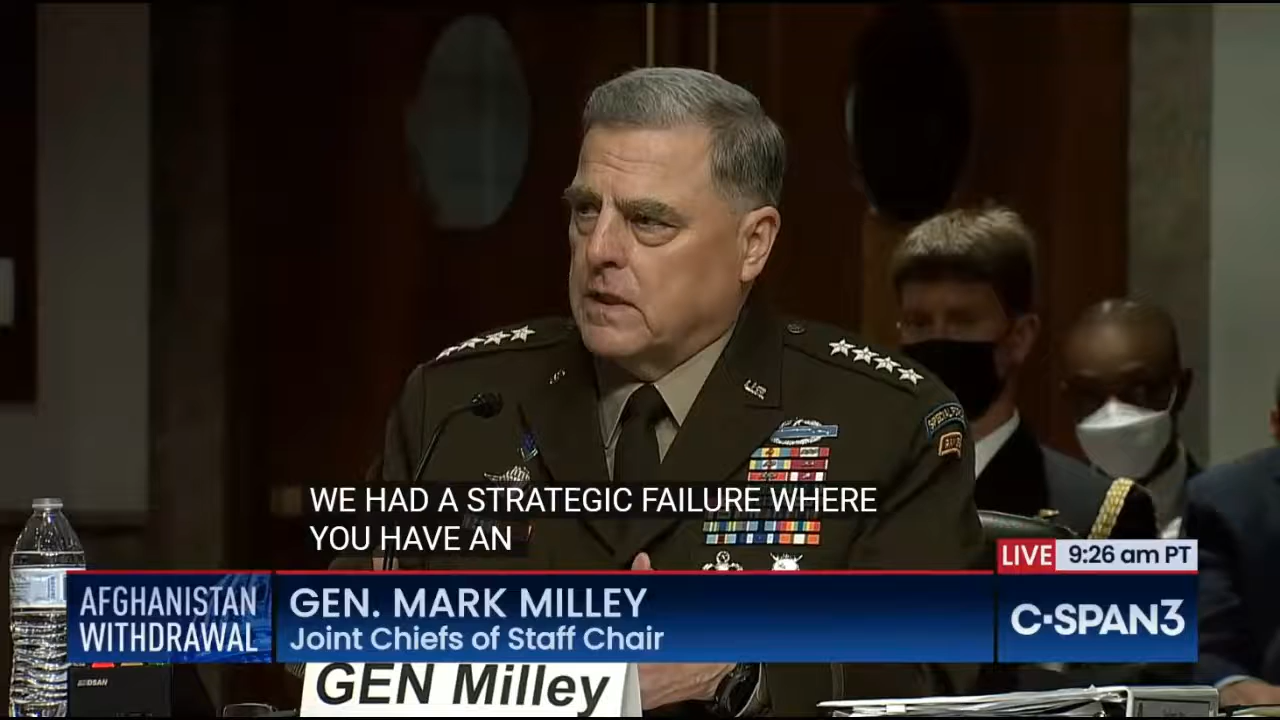 WE HAD A STRATEGIC FAILURE WHERE
YOU HAVE AN
LIVE 9:26 am PT
AFGHANISTAN
WITHDRAWAL
GEN. MARK MILLEY
Joint Chiefs of Staff Chair
C-SPAN3
GEN Milley